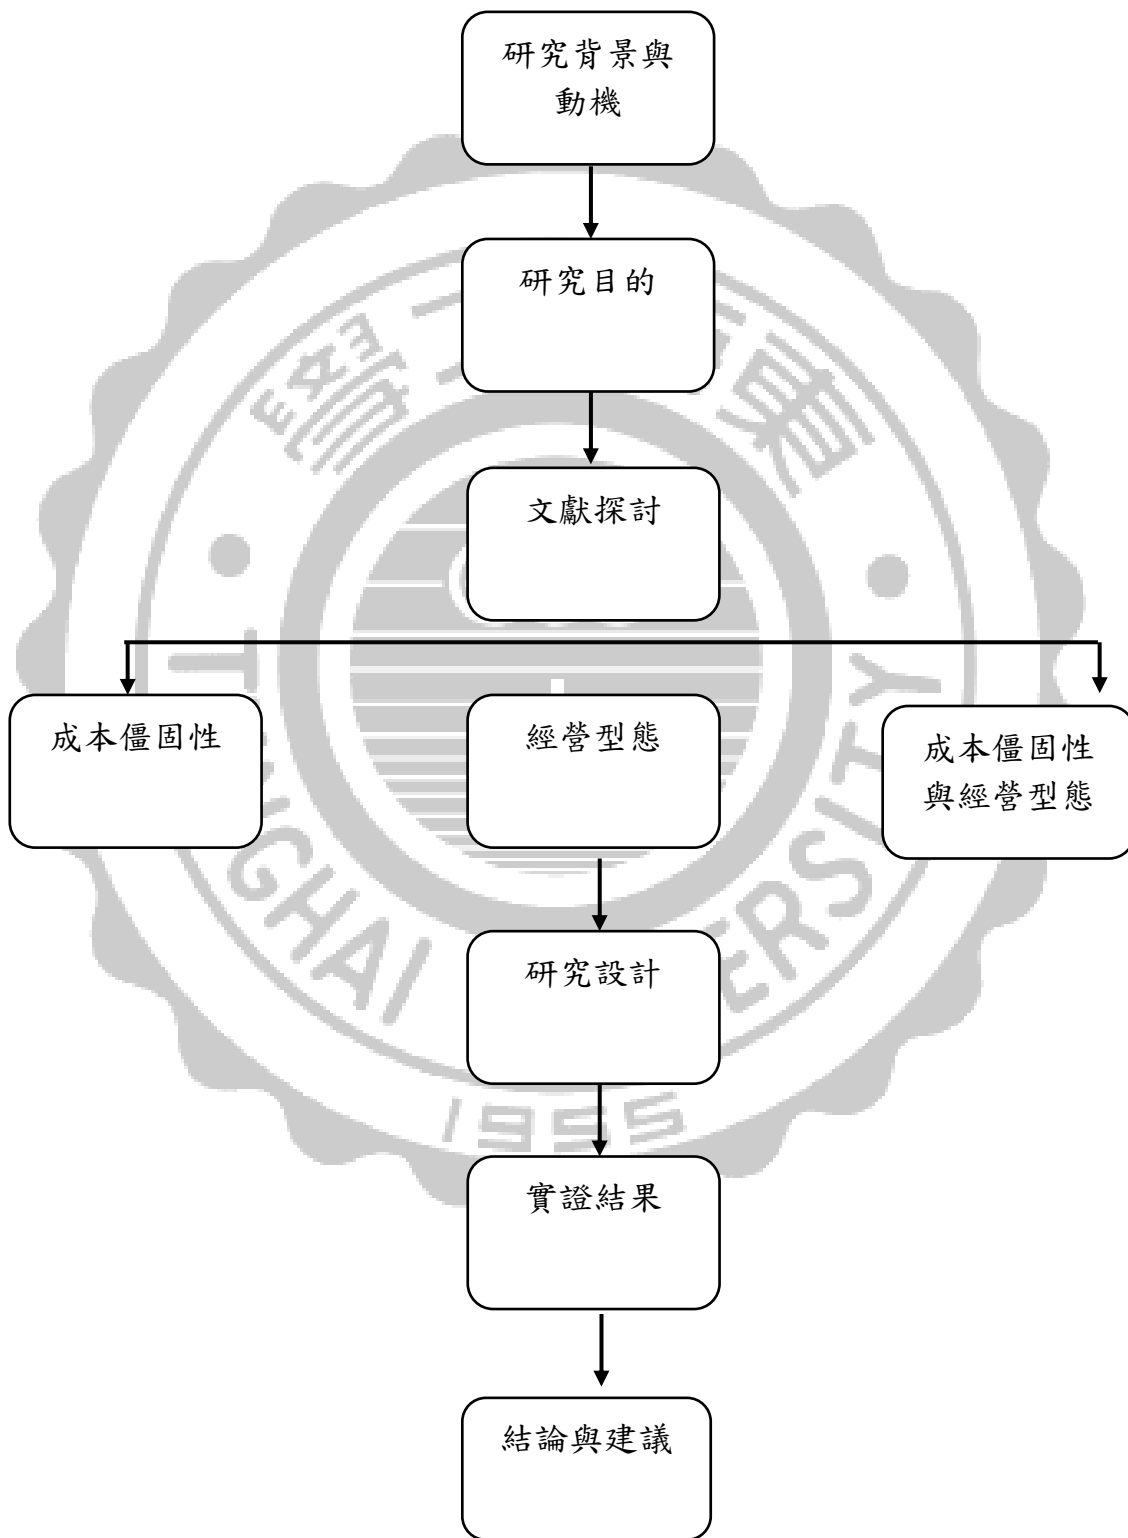 研究背景與
動機
研究目的
文獻探討
成本僵固性
經營型態
成本僵固性
與經營型態
研究設計
實證結果
結論與建議
1955